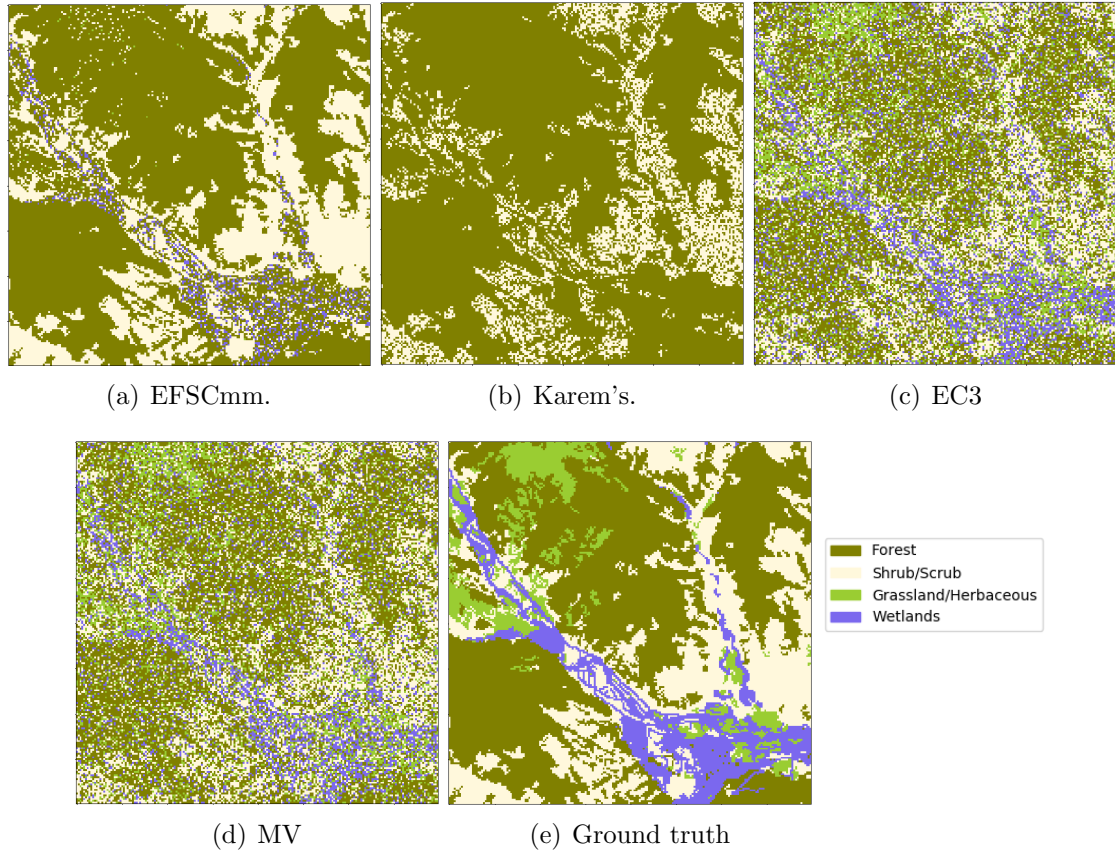 (a) EFSCmm.
(b) Karem's.
(c) EC3
(d) MV
(e) Ground truth
Forest
Shrub/Scrub
Grassland/Herbaceous
Wetlands